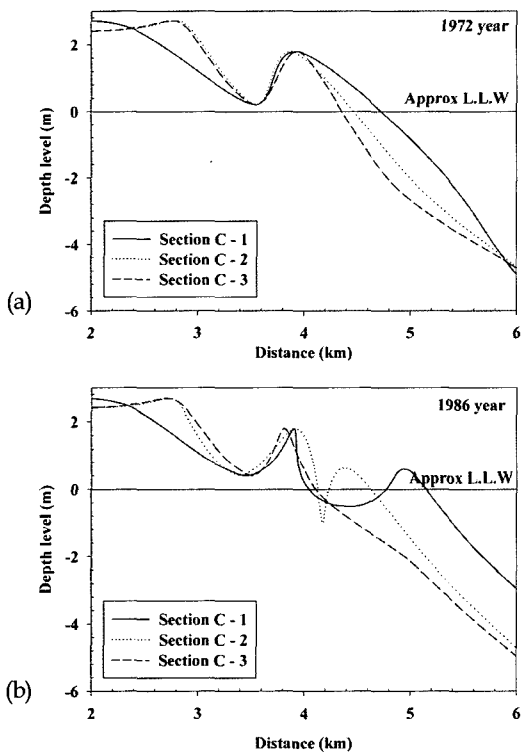 1972 year
2
Approx L.L.W
0
-2
-4
-6
Depth level (m)
Section C - 1
Section C - 2
Section C - 3
2 3 4 5 6
Distance (km)
(a)
1986 year
2
Approx L.L.W
0
-2
-4
-6
Depth level (m)
Section C - 1
Section C - 2
Section C - 3
2 3 4 5 6
Distance (km)
(b)